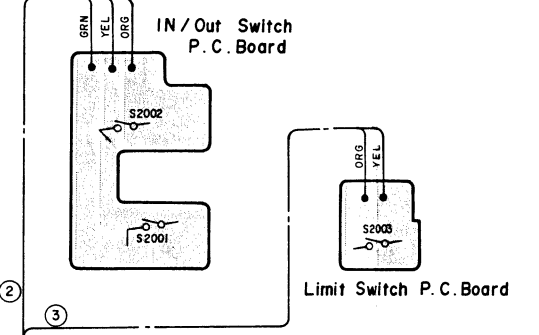 IN/Out Switch
P.C.Board
GRN
YEL
ORG
S2002
S2001
ORG
YEL
S2003
Limit Switch P.C.Board
2
3